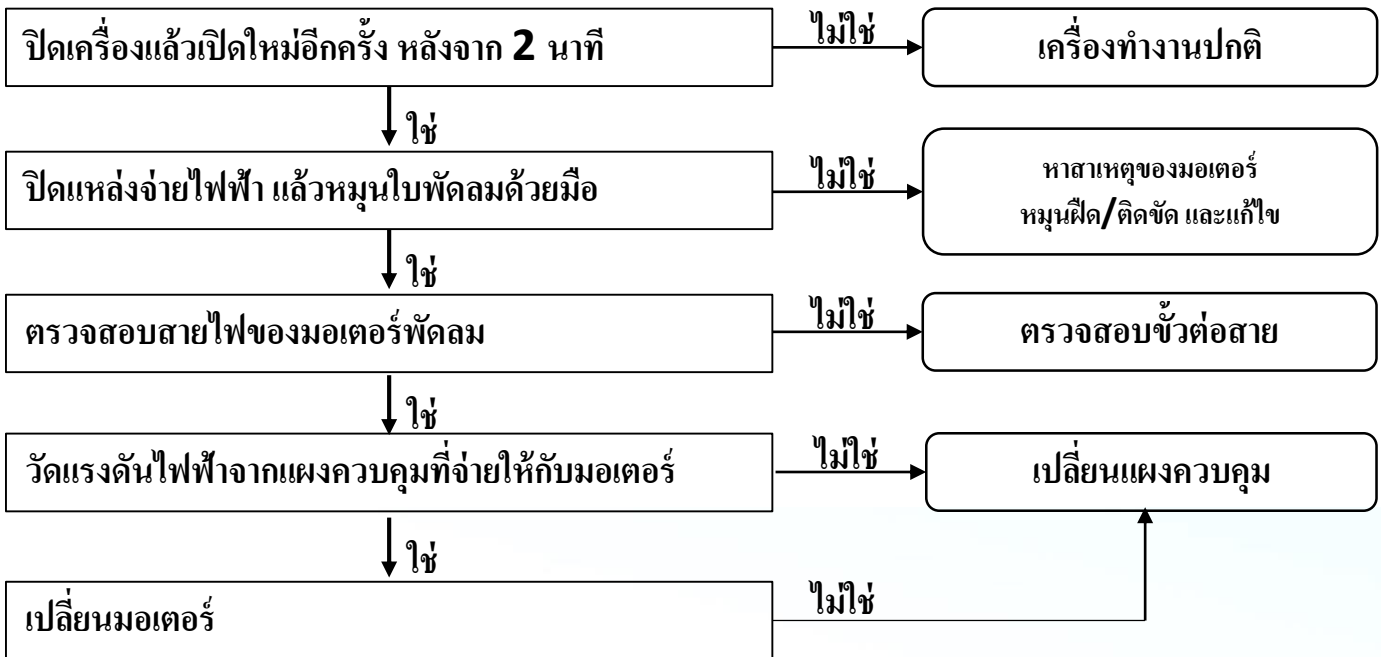 ปิดเครื่องแล้วเปิดใหม่อีกครั้ง หลังจาก 2 นาที
ไม่ใช่
เครื่องทำงานปกติ
ใช่
ปิดแหล่งจ่ายไฟฟ้า แล้วหมุนใบพัดลมด้วยมือ
ไม่ใช่
หาสาเหตุของมอเตอร์
หมุนฝืด/ติดขัด และแก้ไข
ใช่
ตรวจสอบสายไฟของมอเตอร์พัดลม
ไม่ใช่
ตรวจสอบขั้วต่อสาย
ใช่
วัดแรงดันไฟฟ้าจากแผงควบคุมที่จ่ายให้กับมอเตอร์
ไม่ใช่
เปลี่ยนแผงควบคุม
ใช่
เปลี่ยนมอเตอร์
ไม่ใช่